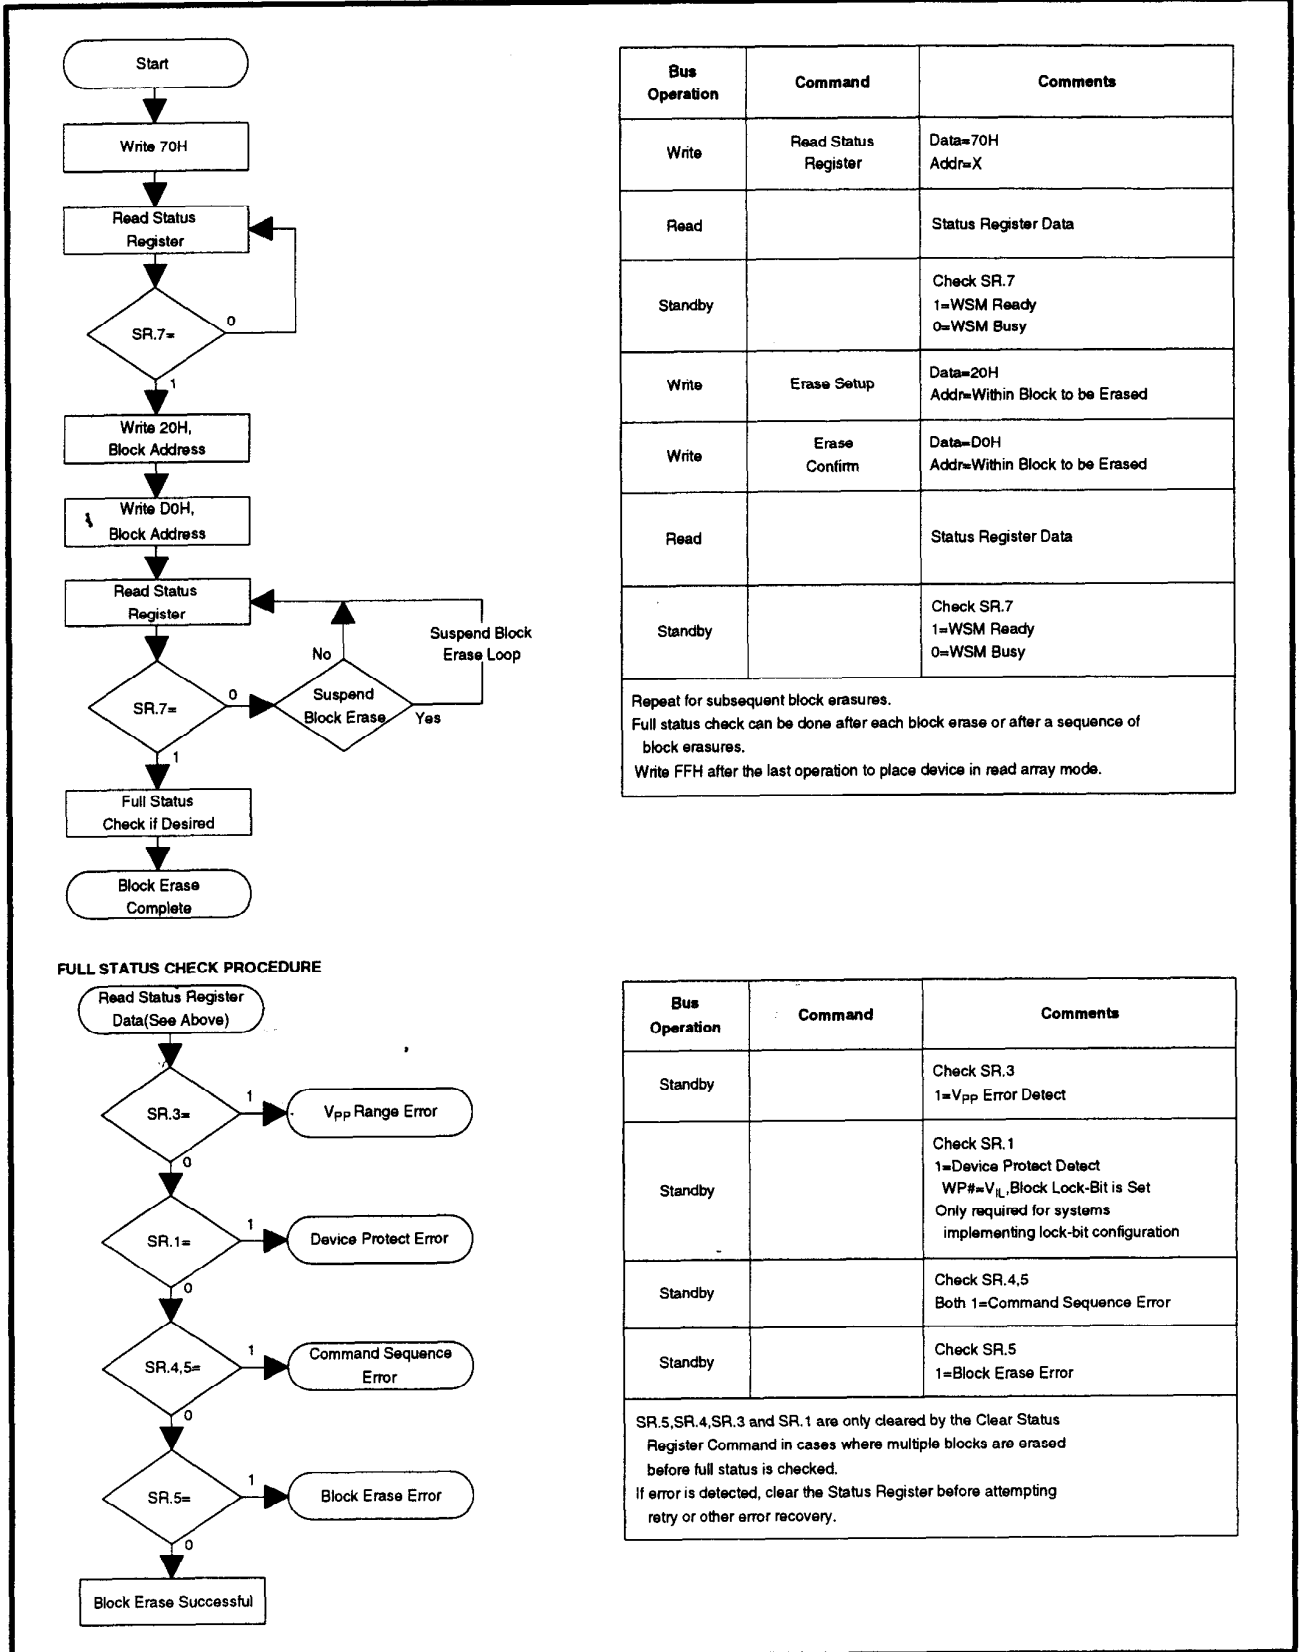 Start
Write 70H
Read Status
Register
SR.7=
0
1
Write 20H,
Block Address
Write D0H,
Block Address
Read Status
Register
Suspend Block
Erase Loop
No
SR.7=
0
Suspend
Block Erase
Yes
1
Full Status
Check if Desired
Block Erase
Complete
Bus
Operation
Command
Comments
Write
Read Status
Register
Data=70H
Addr=X
Read
Status Register Data
Standby
Check SR.7
1=WSM Ready
0=WSM Busy
Write
Erase Setup
Data=20H
Addr=Within Block to be Erased
Write
Erase
Confirm
Data=D0H
Addr=Within Block to be Erased
Read
Status Register Data
Standby
Check SR.7
1=WSM Ready
0=WSM Busy
Repeat for subsequent block erasures.
Full status check can be done after each block erase or after a sequence of
block erasures.
Write FFH after the last operation to place device in read array mode.
FULL STATUS CHECK PROCEDURE
Read Status Register
Data(See Above)
SR.3=
1
VPP Range Error
0
SR.1=
1
Device Protect Error
0
SR.4,5=
1
Command Sequence
Error
0
SR.5=
1
Block Erase Error
0
Block Erase Successful
Bus
Operation
Command
Comments
Standby
Check SR.3
1=VPP Error Detect
Standby
Check SR.1
1=Device Protect Detect
WP#=VIL,Block Lock-Bit is Set
Only required for systems
implementing lock-bit configuration
Standby
Check SR.4,5
Both 1=Command Sequence Error
Standby
Check SR.5
1=Block Erase Error
SR.5,SR.4,SR.3 and SR.1 are only cleared by the Clear Status
Register Command in cases where multiple blocks are erased
before full status is checked.
If error is detected, clear the Status Register before attempting
retry or other error recovery.